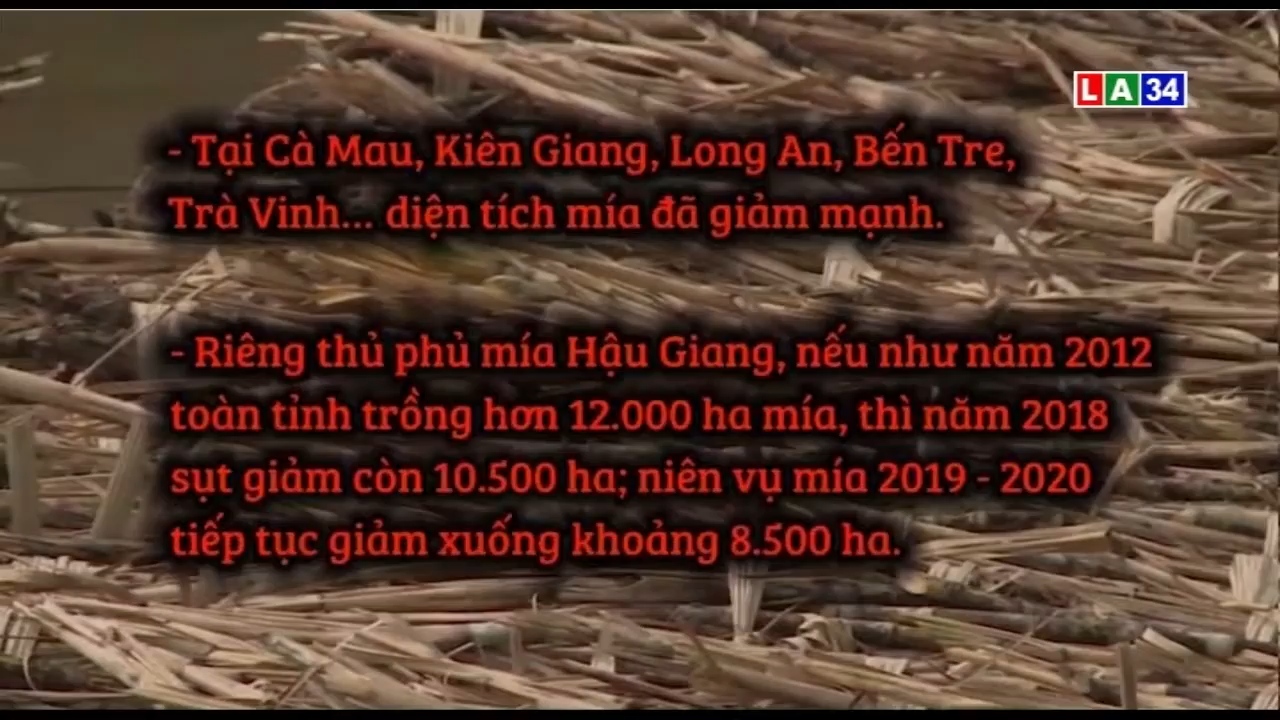 LA34
- Tại Cà Mau, Kiên Giang, Long An, Bến Tre,
Trà Vinh... diện tích mía đã giảm mạnh.
- Riêng thủ phủ mía Hậu Giang, nếu như năm 2012
toàn tỉnh trồng hơn 12.000 ha mía, thì năm 2018
sụt giảm còn 10.500 ha; niên vụ mía 2019 - 2020
tiếp tục giảm xuống khoảng 8.500 ha.